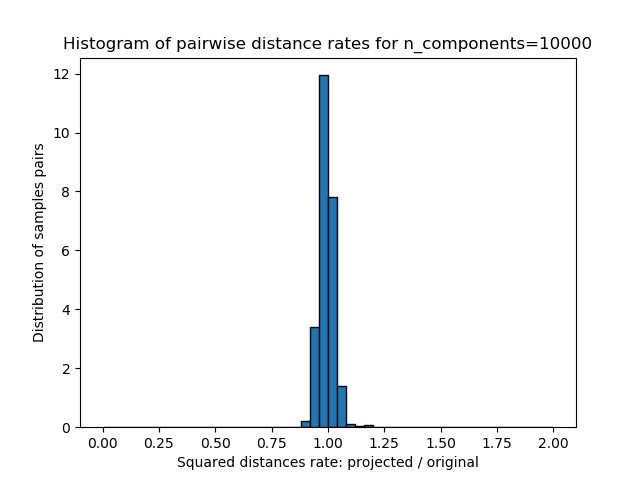 Histogram of pairwise distance rates for n_components=10000
12
10
8
6
4
2
0
Distribution of samples pairs
0.00 0.25 0.50 0.75 1.00 1.25 1.50 1.75 2.00
Squared distances rate: projected / original